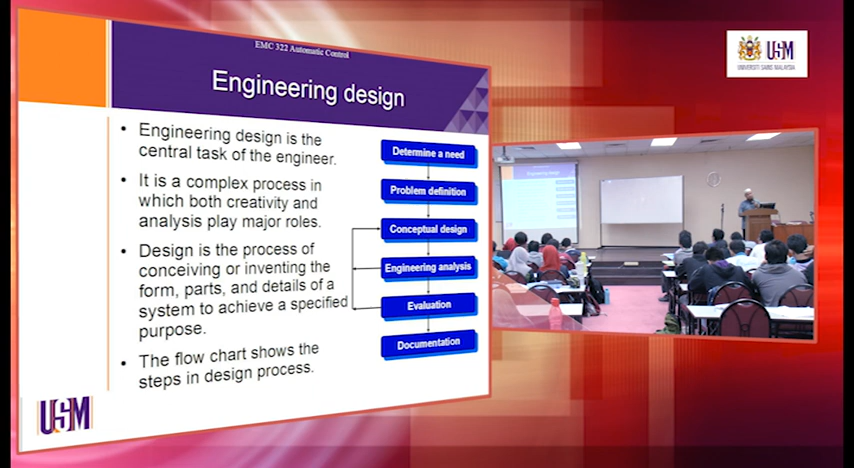 EMC 322 Automatic Control
Engineering design
• Engineering design is the
central task of the engineer.
• It is a complex process in
which both creativity and
analysis play major roles.
• Design is the process of
conceiving or inventing the
form, parts, and details of a
system to achieve a specified
purpose.
• The flow chart shows the
steps in design process.
Determine a need
Problem definition
Conceptual design
Engineering analysis
Evaluation
Documentation
USM
USM
UNIVERSITI SAINS MALAYSIA
Engineering design